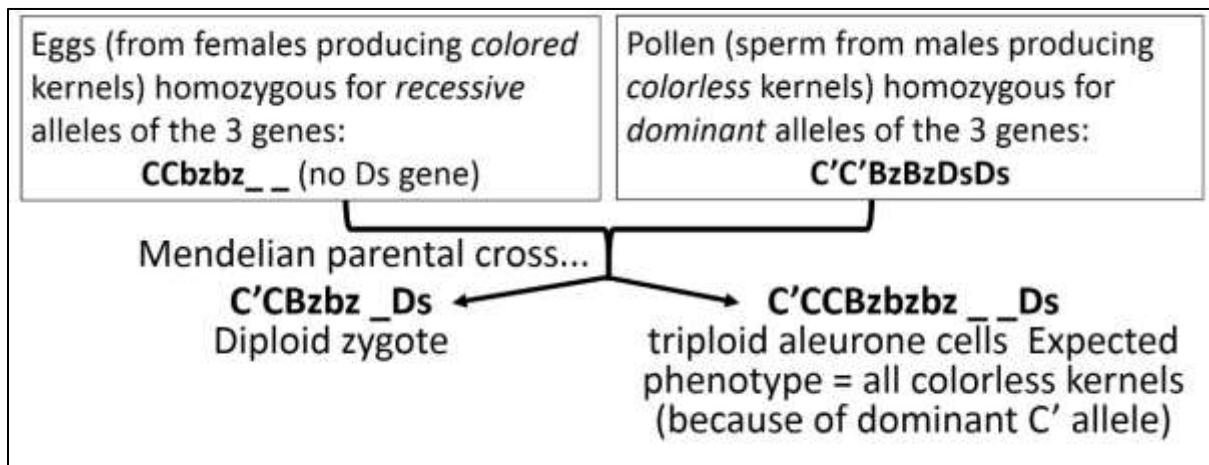 Eggs (from females producing colored
kernels) homozygous for recessive
alleles of the 3 genes:
CCbzbz_ _ (no Ds gene)
Pollen (sperm from males producing
colorless kernels) homozygous for
dominant alleles of the 3 genes:
C’C’BzBzDsDs
Mendelian parental cross...
C’CBzbz _Ds
Diploid zygote
C’CCBzbzbz _ _Ds
triploid aleurone cells Expected
phenotype = all colorless kernels
(because of dominant C’ allele)